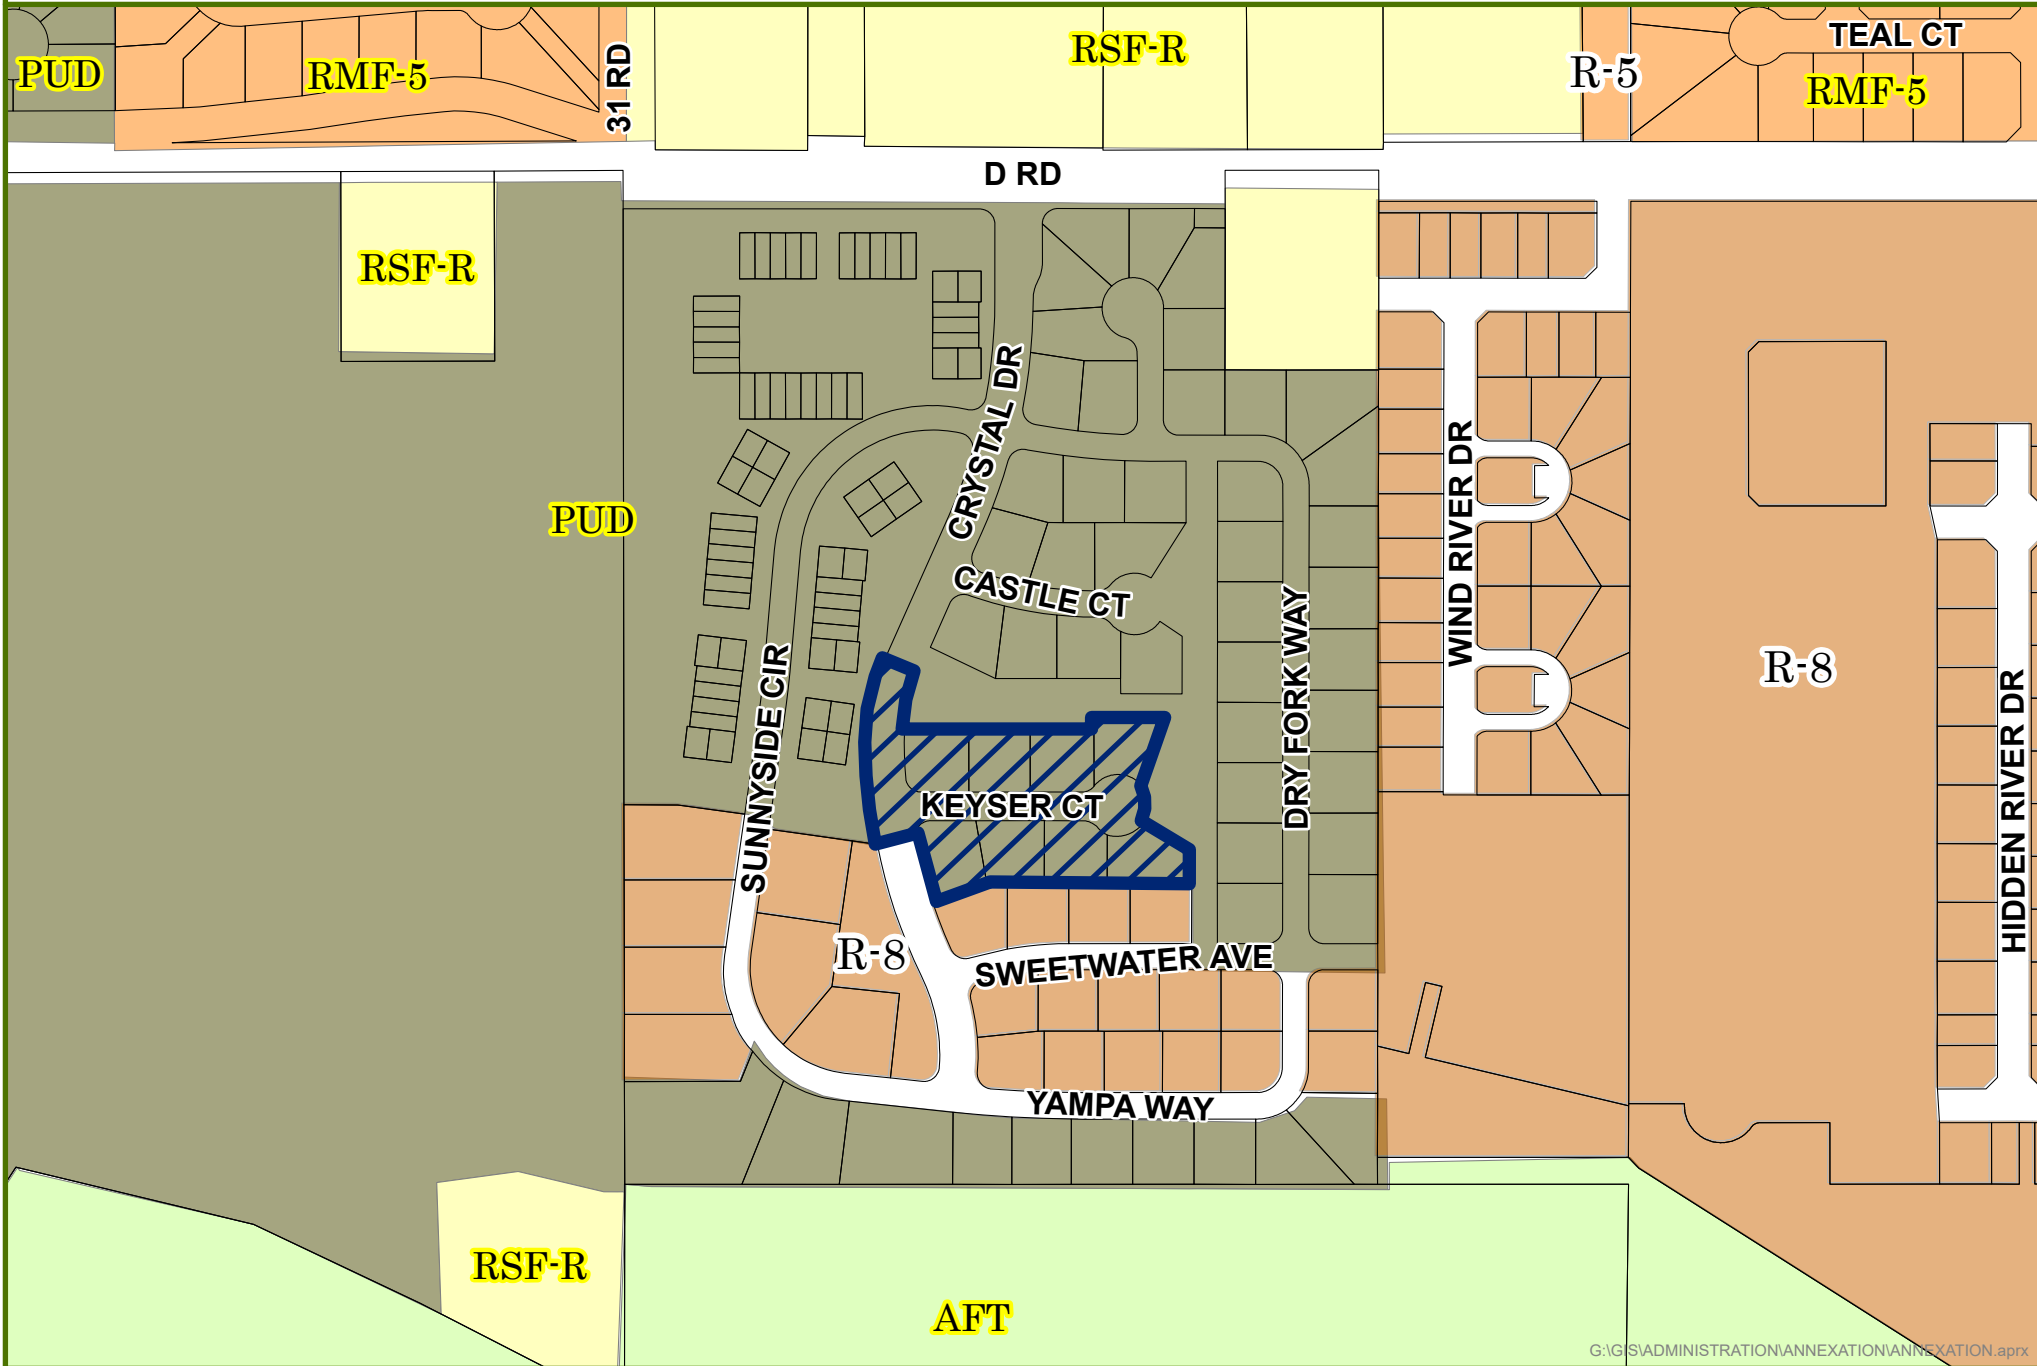 TEAL CT
RSF-R
R-5
PUD
RMF-5
31 RD
RMF-5
D RD
RSF-R
CRYSTAL DR
PUD
WIND RIVER DR
CASTLE CT
DRY FORK WAY
R-8
SUNNYSIDE CIR
KEYSER CT
HIDDEN RIVER DR
R-8
SWEETWATER AVE
YAMPA WAY
RSF-R
AFT
G:\GIS\ADMINISTRATION\ANNEXATION\ANNEXATION.aprx